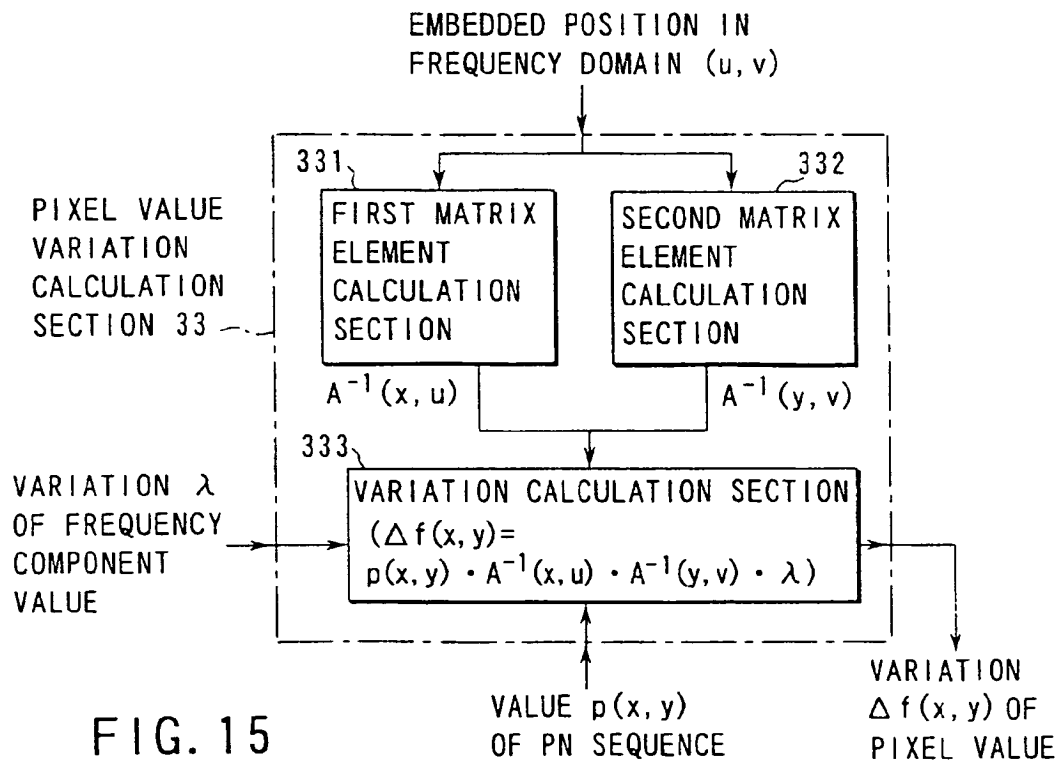 EMBEDDED POSITION IN
FREQUENCY DOMAIN (u,v)
331
332
PIXEL VALUE
VARIATION
CALCULATION
SECTION 33
FIRST MATRIX
ELEMENT
CALCULATION
SECTION
SECOND MATRIX
ELEMENT
CALCULATION
SECTION
A⁻¹(x,u)
A⁻¹(y,v)
333
VARIATION λ
OF FREQUENCY
COMPONENT
VALUE
VARIATION CALCULATION SECTION
(Δf(x,y)=
p(x,y)・A⁻¹(x,u)・A⁻¹(y,v)・λ)
VALUE p(x,y)
OF PN SEQUENCE
VARIATION
Δf(x,y) OF
PIXEL VALUE
FIG.15